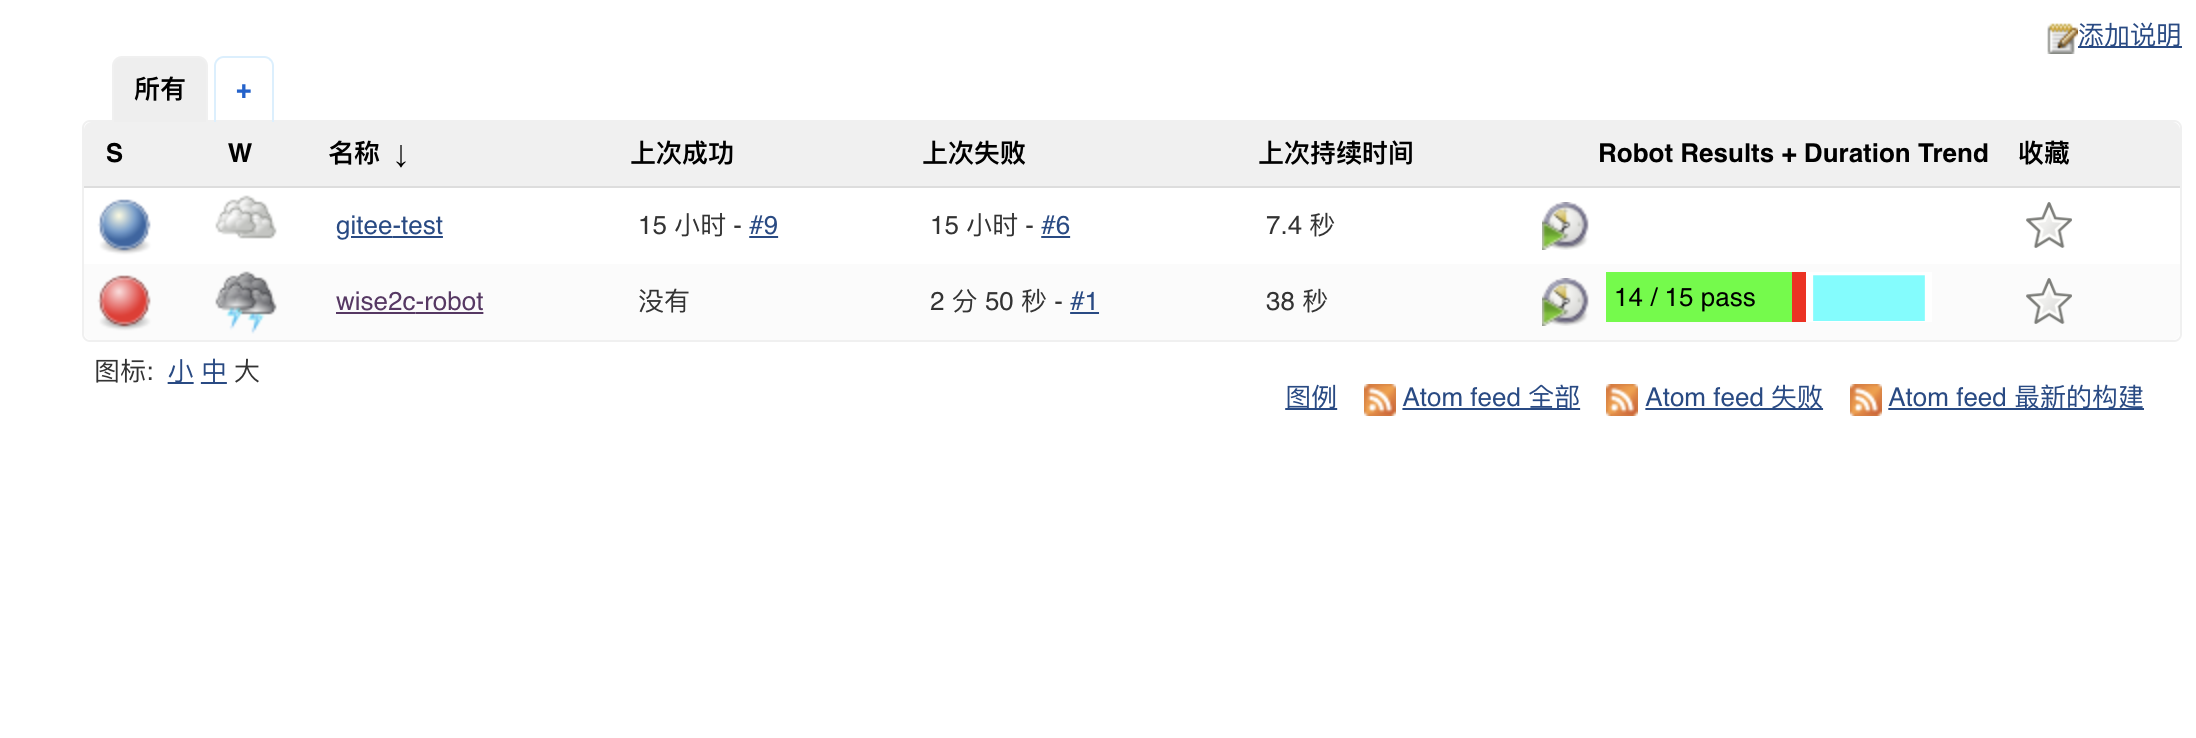 添加说明
所有 +
S W 名称 ↓ 上次成功 上次失败 上次持续时间 Robot Results + Duration Trend 收藏
gitee-test 15 小时 - #9 15 小时 - #6 7.4 秒
wise2c-robot 没有 2 分 50 秒 - #1 38 秒 14 / 15 pass
图标: 小 中 大
图例 Atom feed 全部 Atom feed 失败 Atom feed 最新的构建